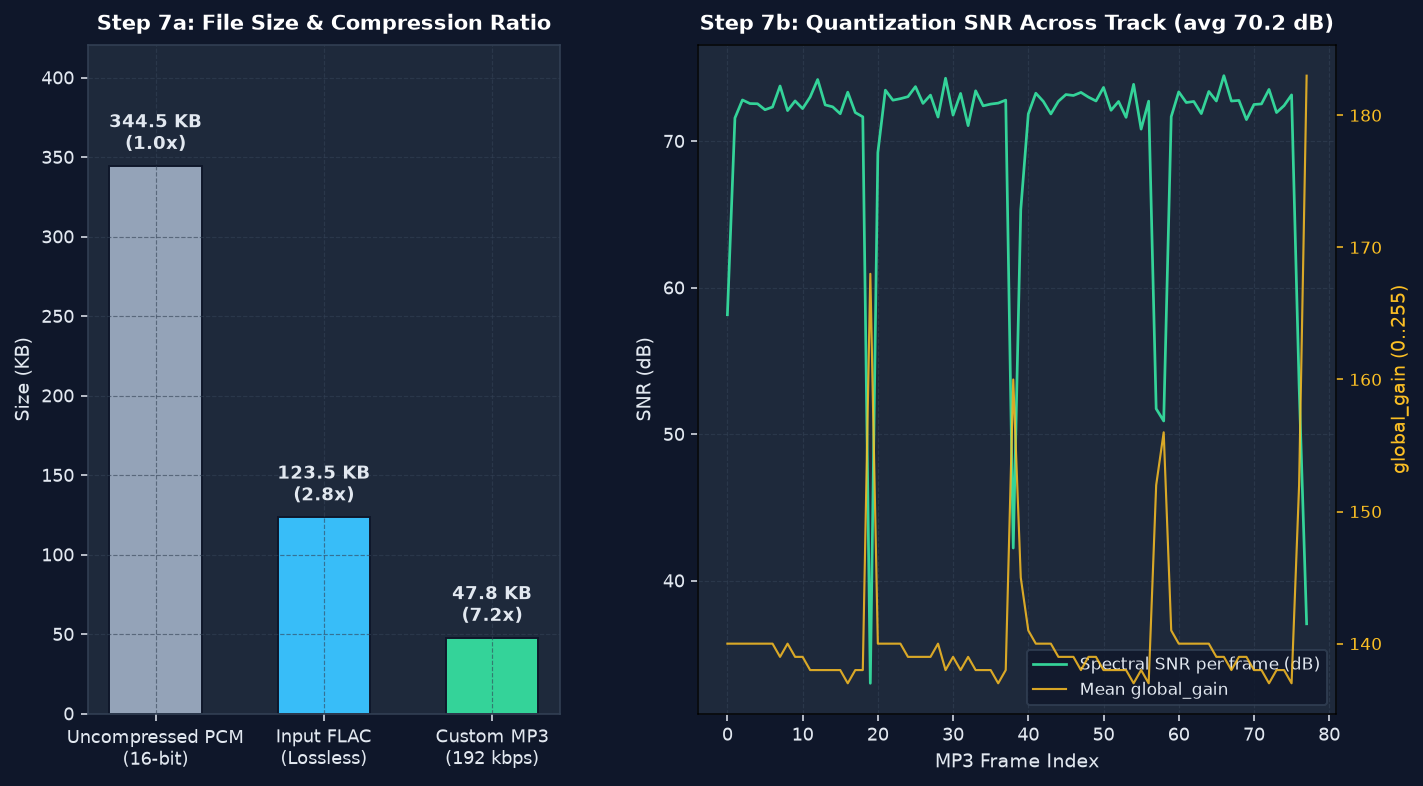 Step 7a: File Size & Compression Ratio
400
350
300
250
200
150
100
50
0
Size (KB)
344.5 KB
(1.0x)
123.5 KB
(2.8x)
47.8 KB
(7.2x)
Uncompressed PCM
(16-bit)
Input FLAC
(Lossless)
Custom MP3
(192 kbps)
Step 7b: Quantization SNR Across Track (avg 70.2 dB)
70
60
50
40
SNR (dB)
180
170
160
150
140
global_gain (0..255)
Spectral SNR per frame (dB)
Mean global_gain
0 10 20 30 40 50 60 70 80
MP3 Frame Index